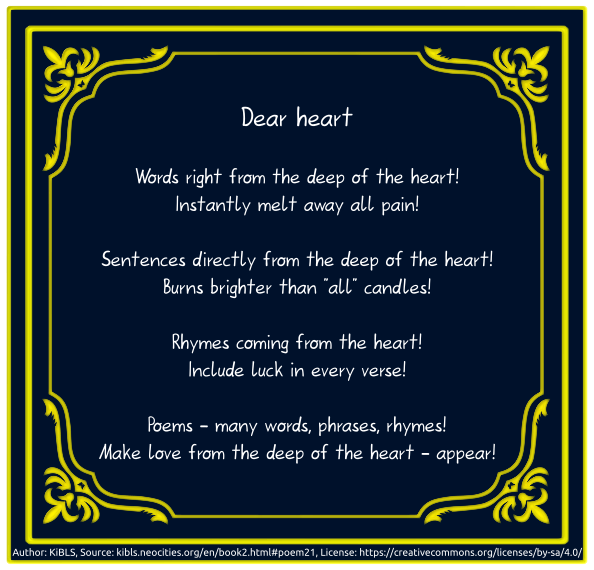 Dear heart
Words right from the deep of the heart!
Instantly melt away all pain!
Sentences directly from the deep of the heart!
Burns brighter than "all" candles!
Rhymes coming from the heart!
Include luck in every verse!
Poems - many words, phrases, rhymes!
Make love from the deep of the heart - appear!
Author: KiBLS, Source: kibls.neocities.org/en/book2.html#poem21, License: https://creativecommons.org/licenses/by-sa/4.0/